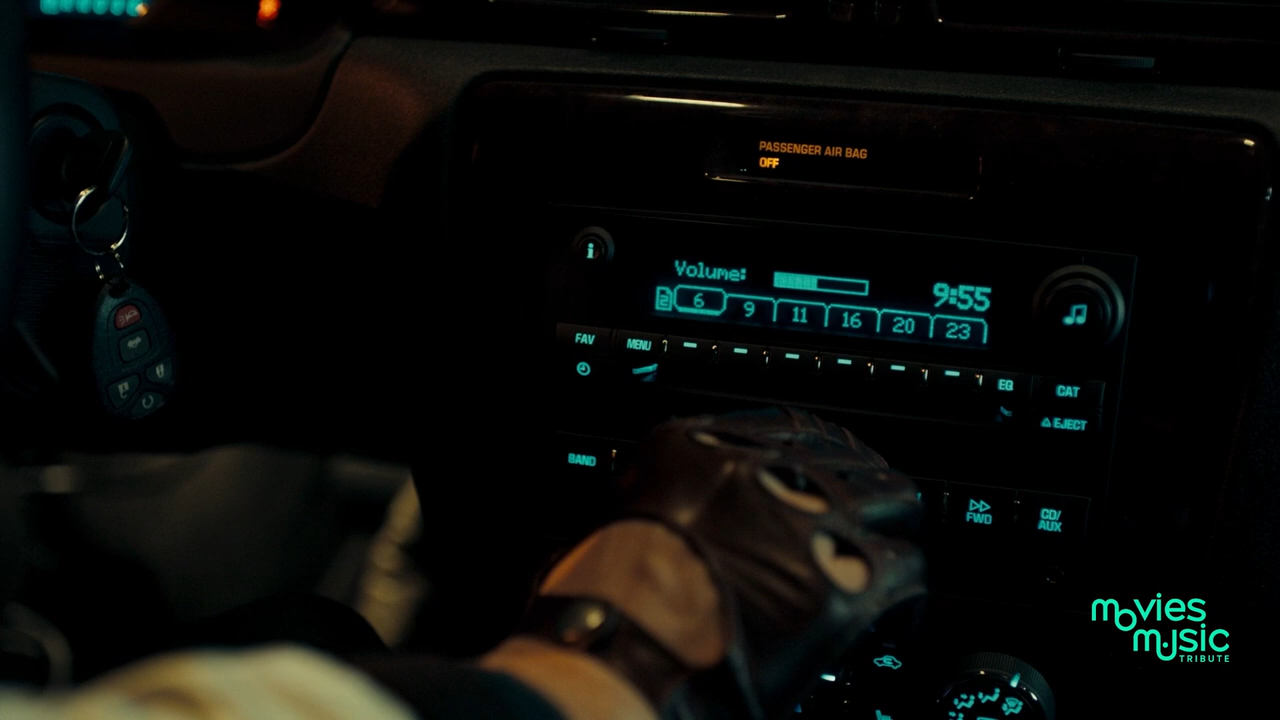 PASSENGER AIR BAG
OFF
i
Volume:
9:55
2 6 9 11 16 20 23
FAV
MENU
EQ
CAT
EJECT
BAND
FWD
CD/
AUX
movies
music
TRIBUTE